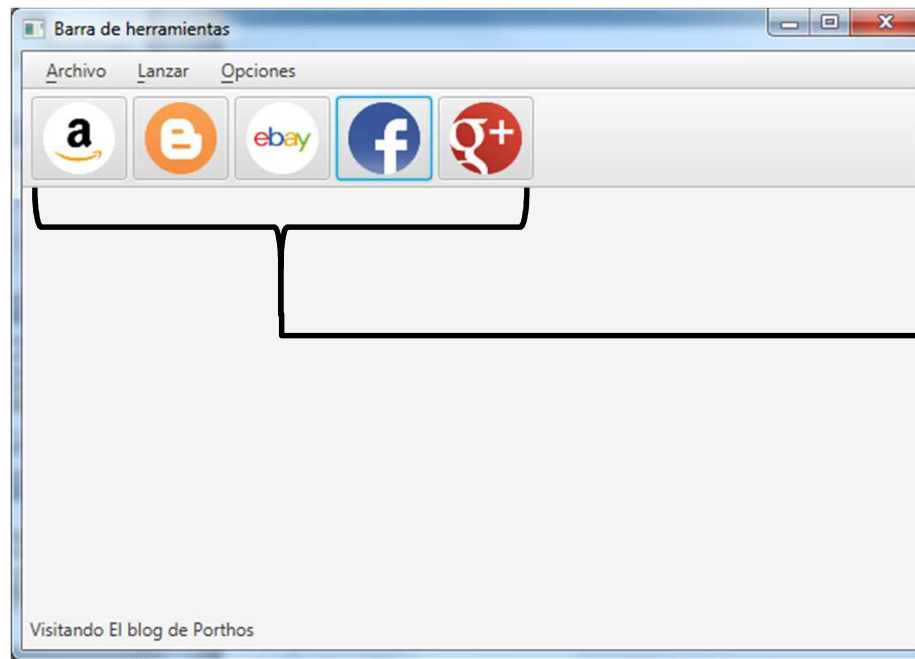 Barra de herramientas
Archivo Lanzar Opciones
a ebay f g+
Visitando El blog de Porthos